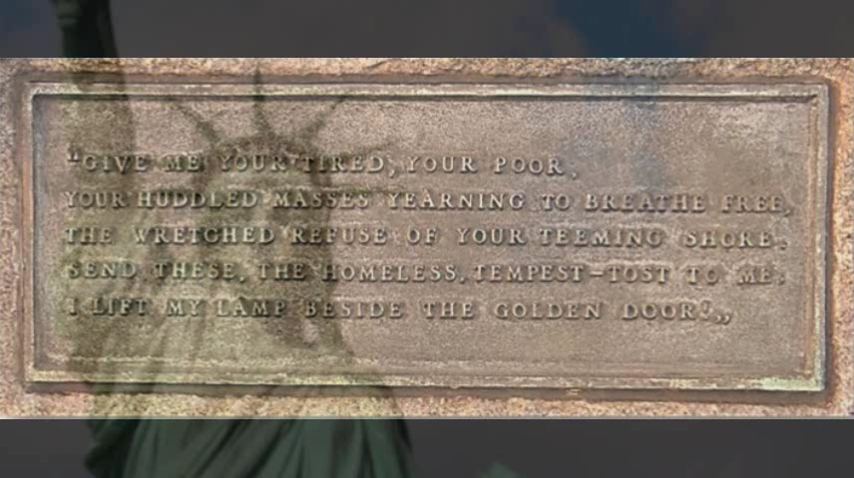 "GIVE ME YOUR TIRED, YOUR POOR,
YOUR HUDDLED MASSES YEARNING TO BREATHE FREE,
THE WRETCHED REFUSE OF YOUR TEEMING SHORE,
SEND THESE, THE HOMELESS, TEMPEST-TOST TO ME,
I LIFT MY LAMP BESIDE THE GOLDEN DOOR!"